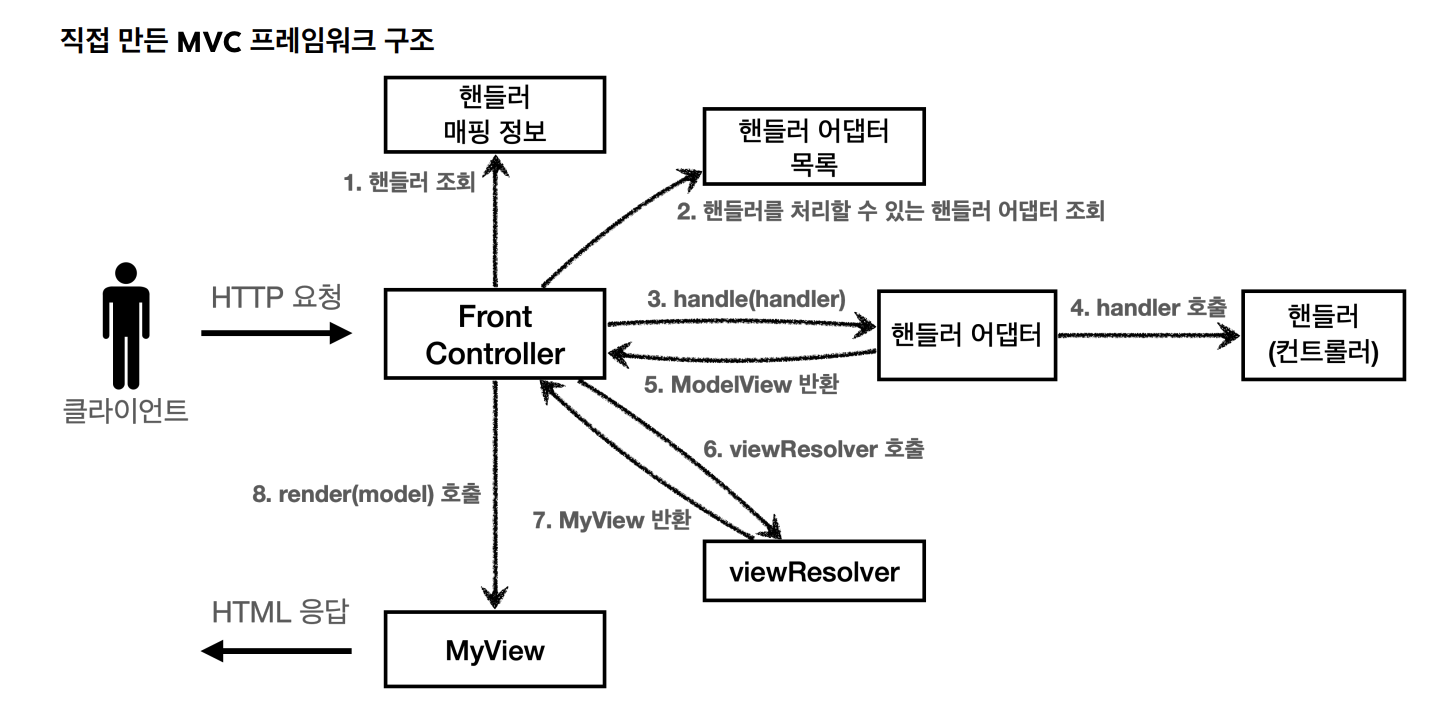 직접 만든 MVC 프레임워크 구조
핸들러
매핑 정보
핸들러 어댑터
목록
1. 핸들러 조회
2. 핸들러를 처리할 수 있는 핸들러 어댑터 조회
HTTP 요청
클라이언트
Front
Controller
3. handle(handler)
핸들러 어댑터
4. handler 호출
핸들러
(컨트롤러)
5. ModelView 반환
6. viewResolver 호출
7. MyView 반환
viewResolver
8. render(model) 호출
HTML 응답
MyView